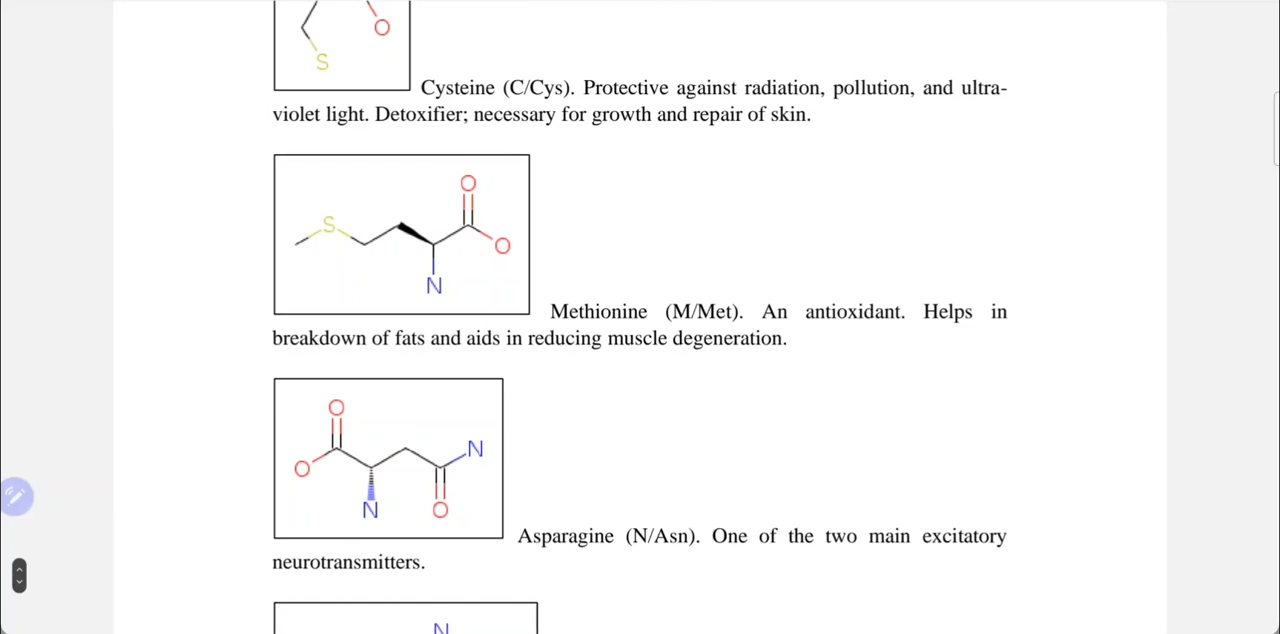 O
S
Cysteine (C/Cys). Protective against radiation, pollution, and ultra-
violet light. Detoxifier; necessary for growth and repair of skin.
O
S
O
N
Methionine (M/Met). An antioxidant. Helps in
breakdown of fats and aids in reducing muscle degeneration.
O
N
O
N
O
Asparagine (N/Asn). One of the two main excitatory
neurotransmitters.
N